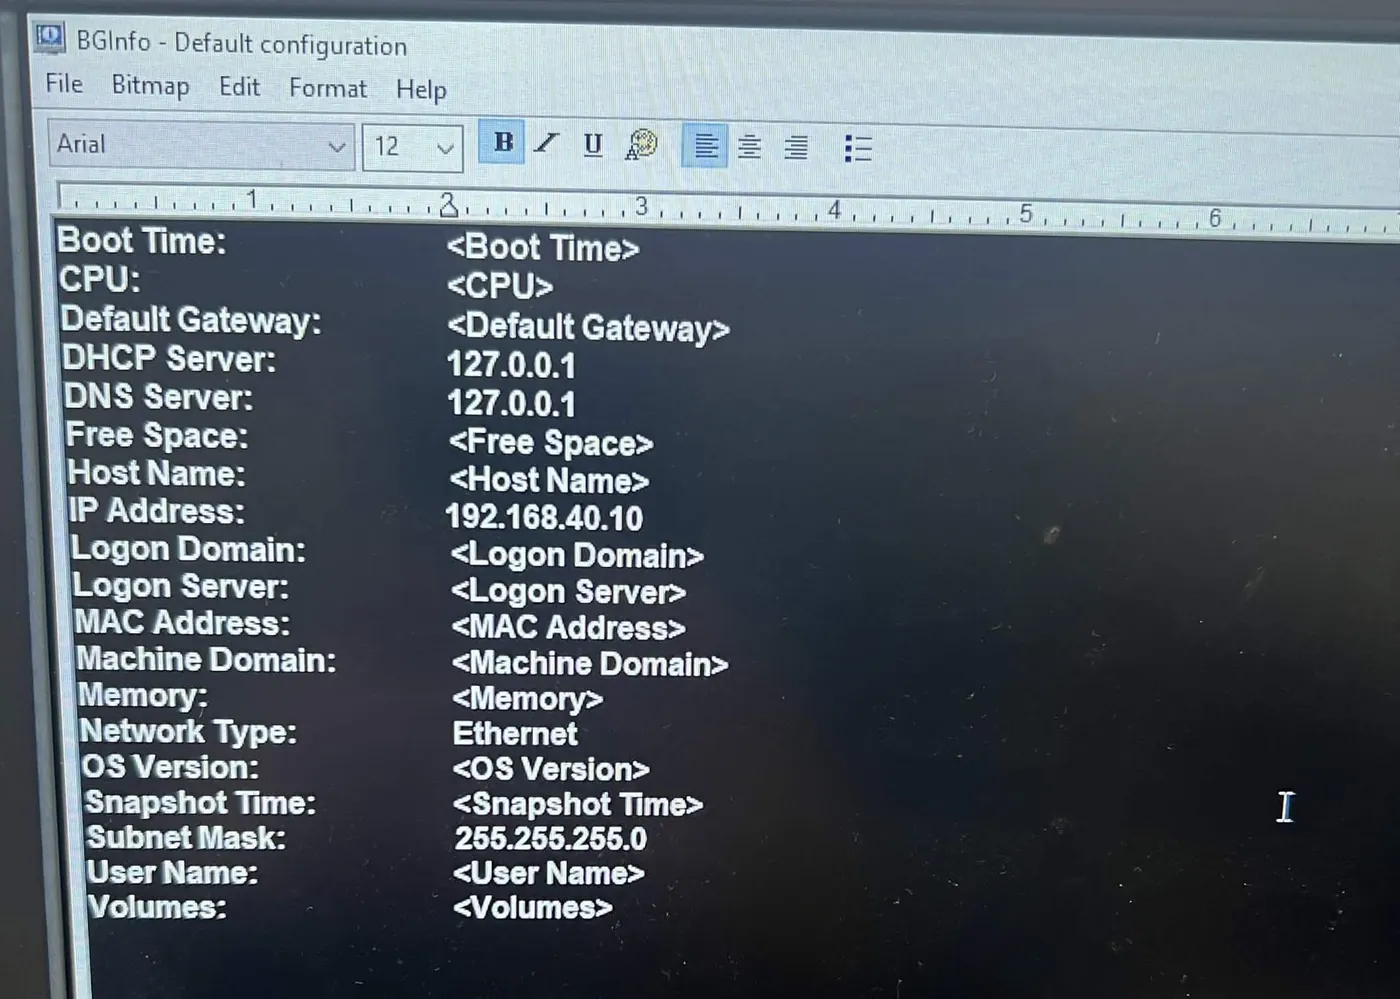 BGInfo - Default configuration
File Bitmap Edit Format Help
Arial 12 B I U A
1 2 3 4 5 6
Boot Time: <Boot Time>
CPU: <CPU>
Default Gateway: <Default Gateway>
DHCP Server: 127.0.0.1
DNS Server: 127.0.0.1
Free Space: <Free Space>
Host Name: <Host Name>
IP Address: 192.168.40.10
Logon Domain: <Logon Domain>
Logon Server: <Logon Server>
MAC Address: <MAC Address>
Machine Domain: <Machine Domain>
Memory: <Memory>
Network Type: Ethernet
OS Version: <OS Version>
Snapshot Time: <Snapshot Time>
Subnet Mask: 255.255.255.0
User Name: <User Name>
Volumes: <Volumes>